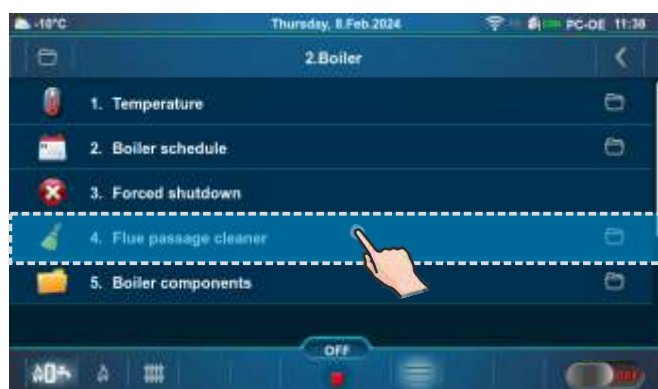 -10°C Thursday, 8.Feb.2024 PC-OE 11:38
2.Boiler
1. Temperature
2. Boiler schedule
3. Forced shutdown
4. Flue passage cleaner
5. Boiler components
OFF
OFF